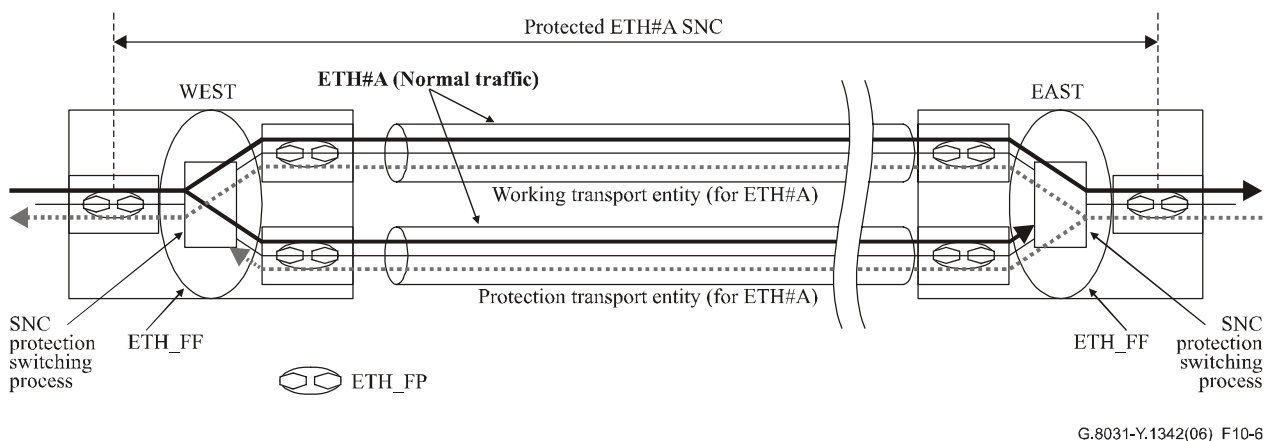 Protected ETH#A SNC
ETH#A (Normal traffic)
WEST
EAST
Working transport entity (for ETH#A)
Protection transport entity (for ETH#A)
SNC
protection
switching
process
ETH_FF
ETH_FF
SNC
protection
switching
process
ETH_FP
G.8031-Y.1342(06) F10-6